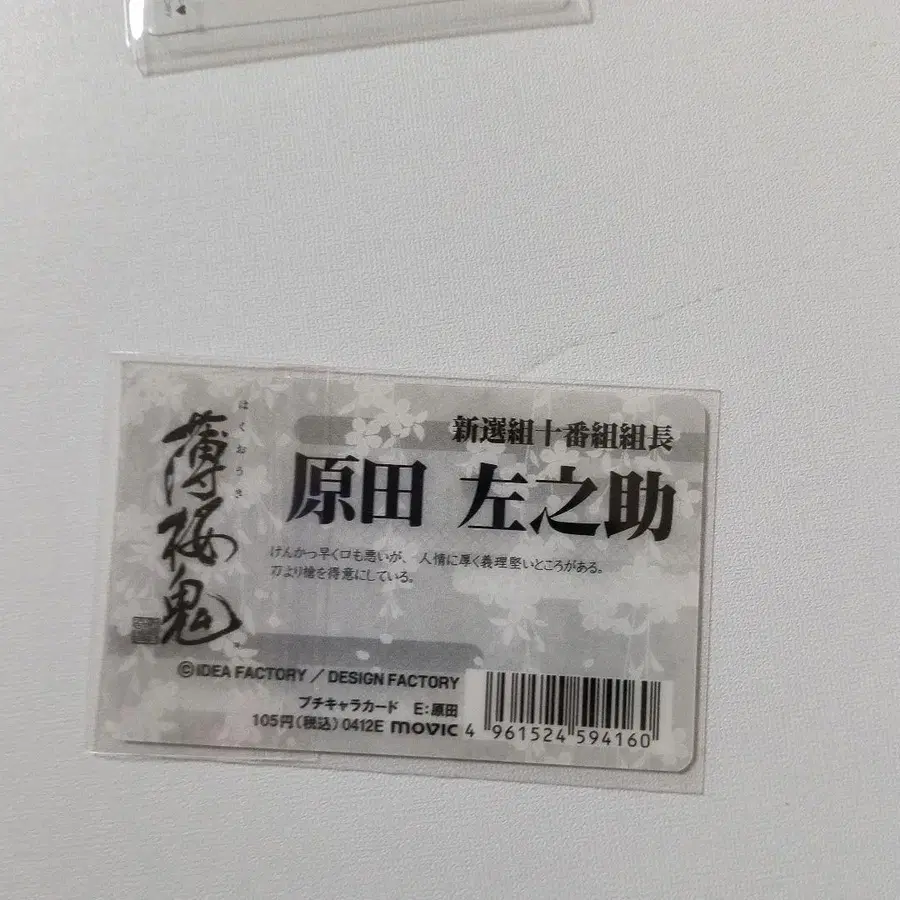 薄桜鬼
はくおうき
新選組十番組組長
原田 左之助
けんかっ早く口も悪いが、人情に厚く義理堅いところがある。
刀より槍を得意にしている。
©IDEA FACTORY／DESIGN FACTORY
プチキャラカード E:原田
105円(税込)0412E movic
4 961524 594160